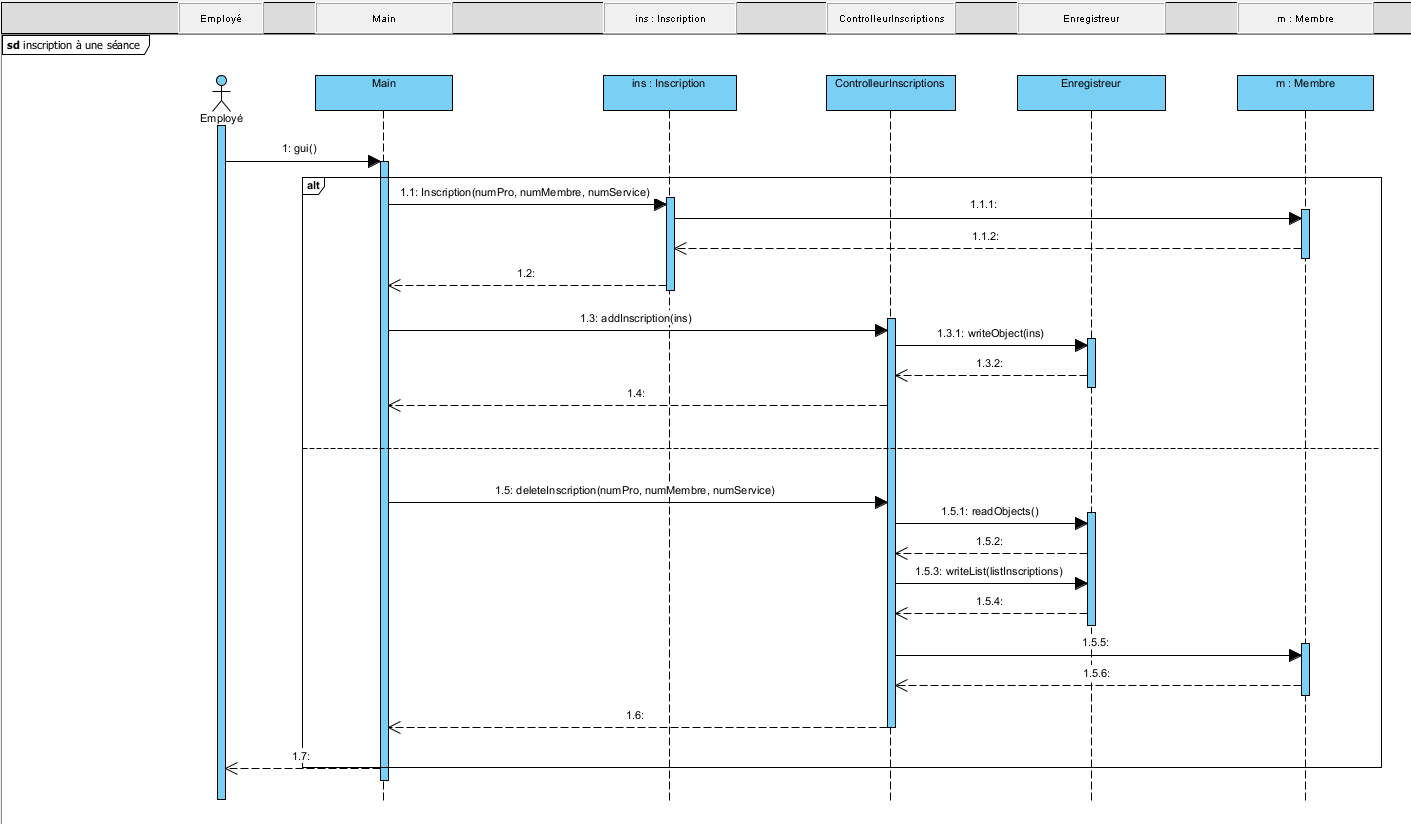 Employé
Main
ins : Inscription
ControlleurInscriptions
Enregistreur
m : Membre
sd inscription à une séance
Main
ins : Inscription
ControlleurInscriptions
Enregistreur
m : Membre
Employé
1: gui()
alt
1.1: Inscription(numPro, numMembre, numService)
1.1.1:
1.1.2:
1.2:
1.3: addInscription(ins)
1.3.1: writeObject(ins)
1.3.2:
1.4:
1.5: deleteInscription(numPro, numMembre, numService)
1.5.1: readObjects()
1.5.2:
1.5.3: writeList(listInscriptions)
1.5.4:
1.5.5:
1.5.6:
1.6:
1.7: